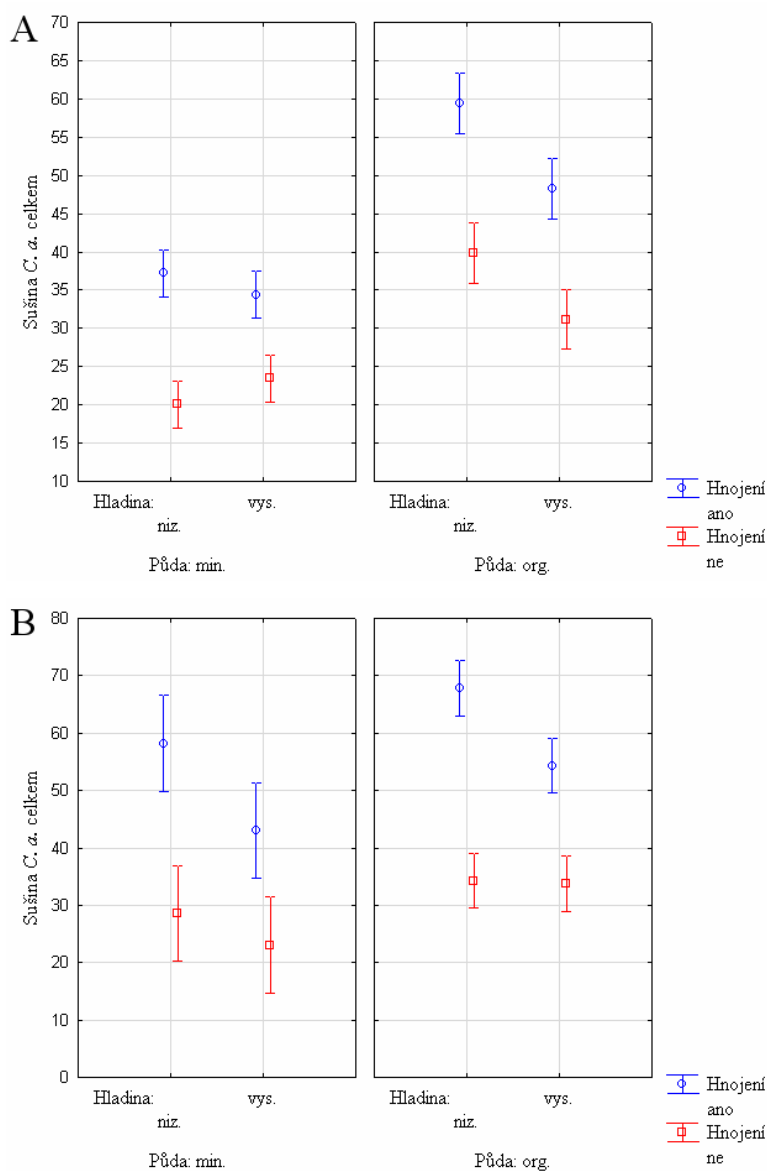 A
70
65
60
55
50
45
40
35
30
25
20
15
10
Sušina C. a. celkem
Hladina: niz. vys.
Půda: min.
niz. vys.
Půda: org.
Hnojení
ano
Hnojení
ne
B
80
70
60
50
40
30
20
10
0
Sušina C. a. celkem
Hladina: niz. vys.
Půda: min.
Hladina: niz. vys.
Půda: org.
Hnojení
ano
Hnojení
ne